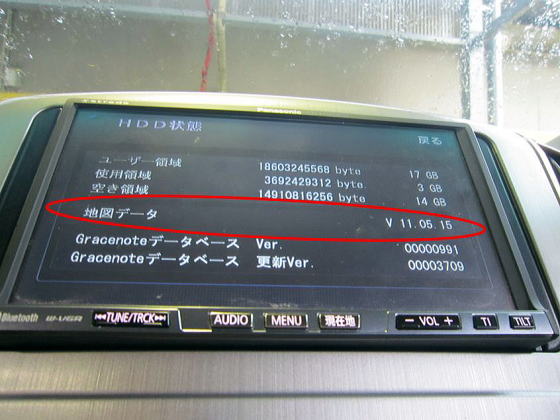 strada
Panasonic
HDD状態
戻る
ユーザー領域 18603245568 byte 17 GB
使用領域 3692429312 byte 3 GB
空き領域 14910816256 byte 14 GB
地図データ V 11.05.15
Gracenoteデータベース Ver. 00000991
Gracenoteデータベース 更新Ver. 00003709
Bluetooth W-VGA TUNE/TRCK AUDIO MENU 現在地 - VOL + TI TILT